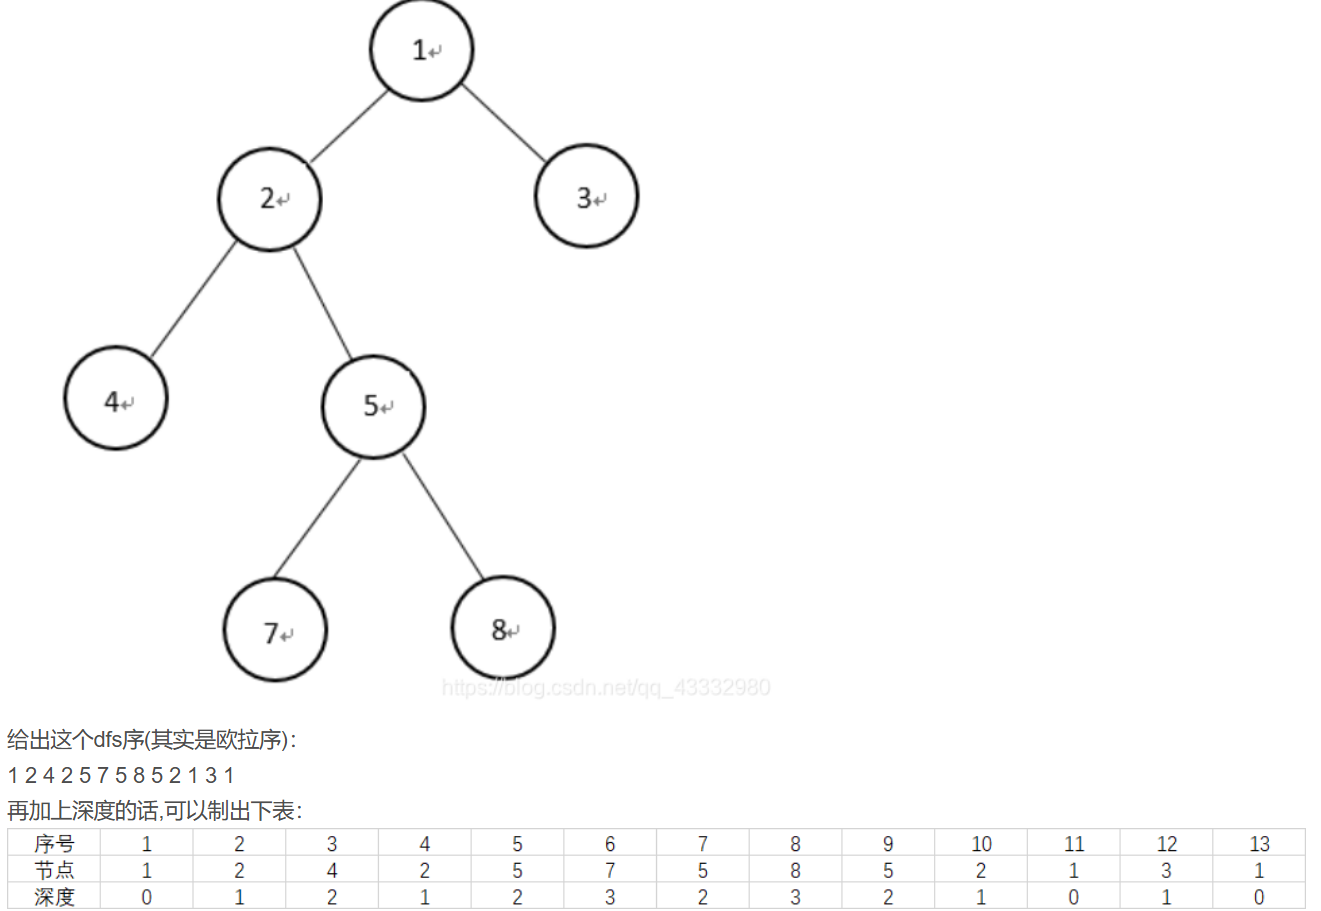 1↵
2↵
3↵
4↵
5↵
7↵
8↵
https://blog.csdn.net/qq_43332980
给出这个dfs序(其实是欧拉序)：
1 2 4 2 5 7 5 8 5 2 1 3 1
再加上深度的话,可以制出下表：
序号 1 2 3 4 5 6 7 8 9 10 11 12 13
节点 1 2 4 2 5 7 5 8 5 2 1 3 1
深度 0 1 2 1 2 3 2 3 2 1 0 1 0